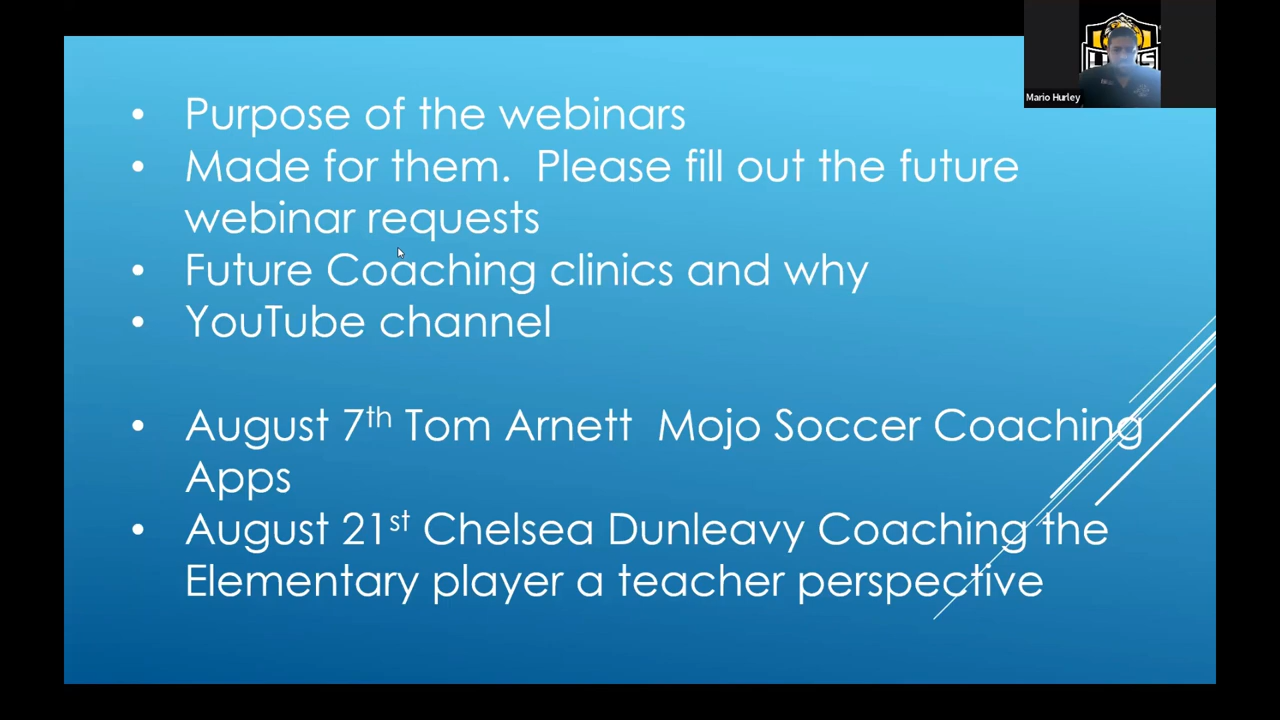 • Purpose of the webinars
• Made for them.  Please fill out the future
webinar requests
• Future Coaching clinics and why
• YouTube channel
• August 7th Tom Arnett  Mojo Soccer Coaching
Apps
• August 21st Chelsea Dunleavy Coaching the
Elementary player a teacher perspective
Mario Hurley